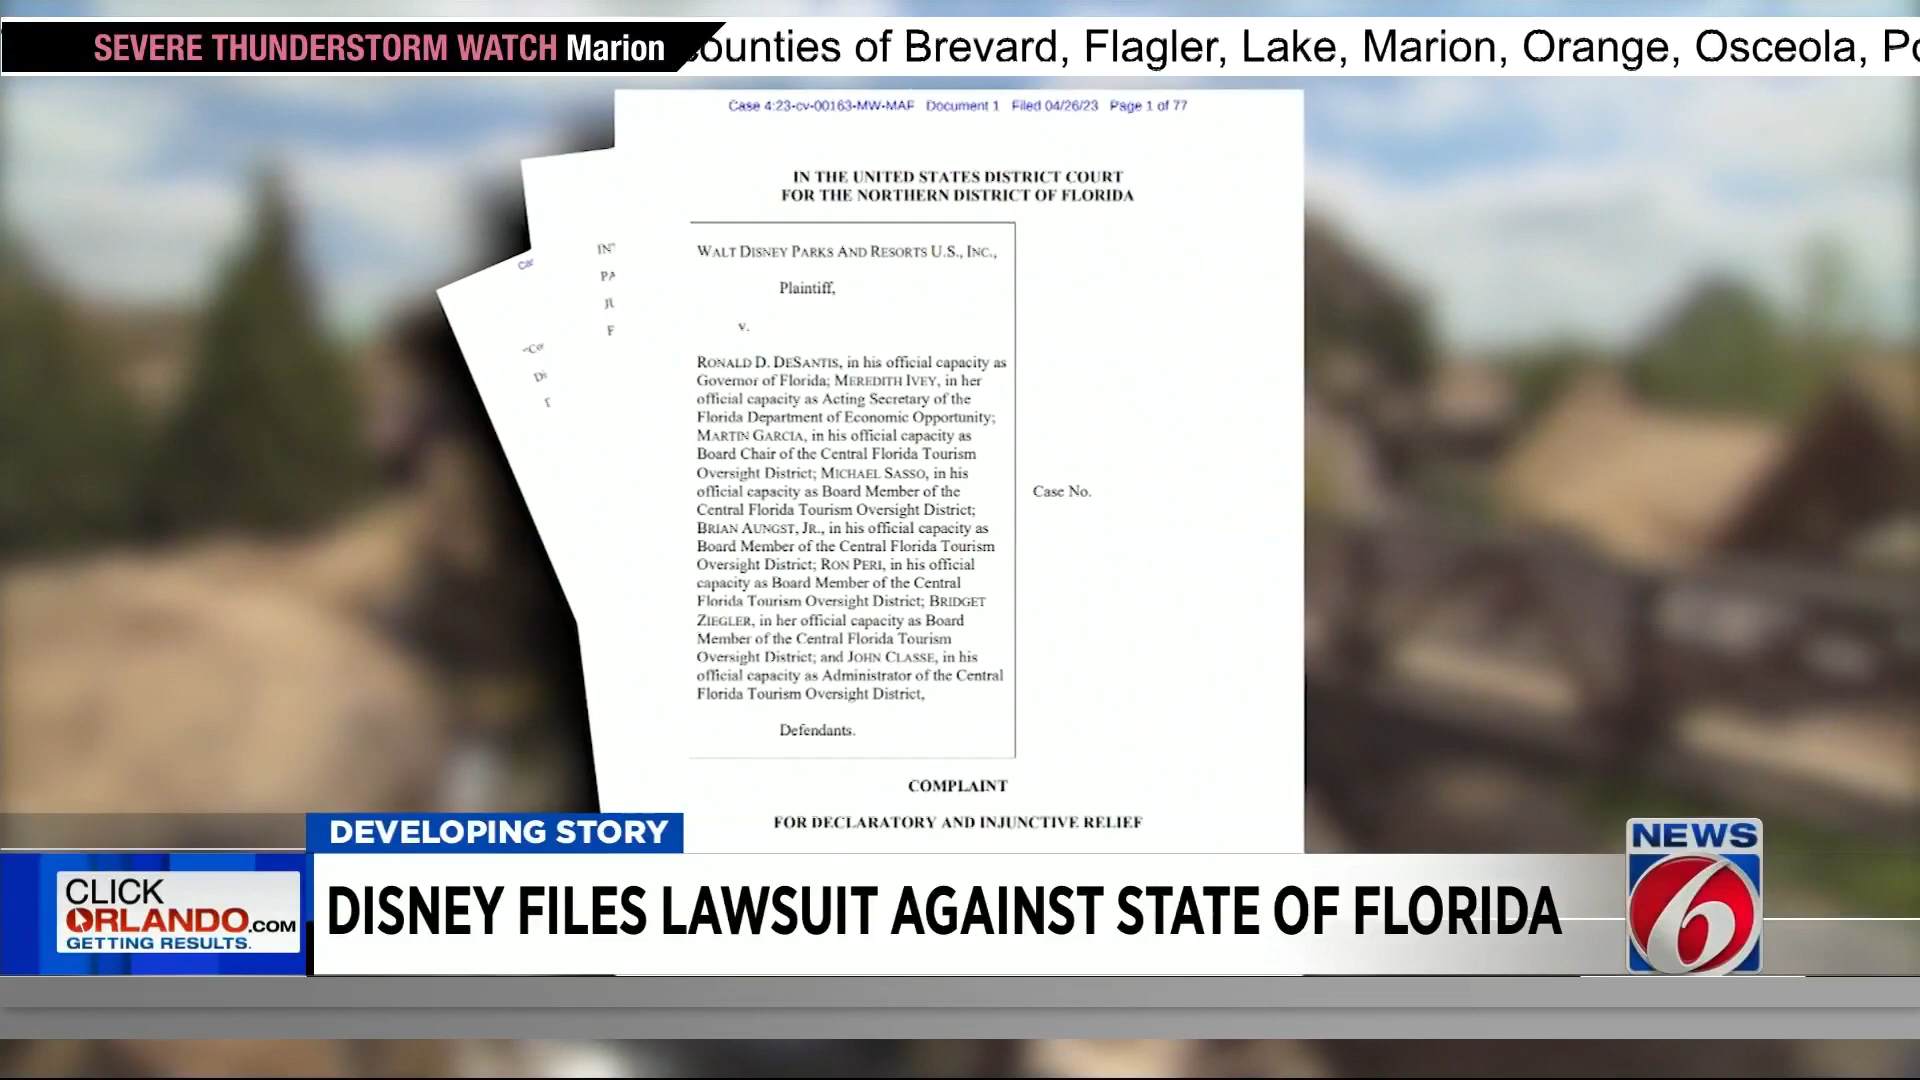 SEVERE THUNDERSTORM WATCH Marion
ounties of Brevard, Flagler, Lake, Marion, Orange, Osceola, Po
Case 4:23-cv-00163-MW-MAF Document 1 Filed 04/26/23 Page 1 of 77
IN THE UNITED STATES DISTRICT COURT
FOR THE NORTHERN DISTRICT OF FLORIDA
WALT DISNEY PARKS AND RESORTS U.S., INC.,
Plaintiff,
v.
RONALD D. DESANTIS, in his official capacity as
Governor of Florida; MEREDITH IVEY, in her
official capacity as Acting Secretary of the
Florida Department of Economic Opportunity;
MARTIN GARCIA, in his official capacity as
Board Chair of the Central Florida Tourism
Oversight District; MICHAEL SASSO, in his
official capacity as Board Member of the
Central Florida Tourism Oversight District;
BRIAN AUNGST, JR., in his official capacity as
Board Member of the Central Florida Tourism
Oversight District; RON PERI, in his official
capacity as Board Member of the Central
Florida Tourism Oversight District; BRIDGET
ZIEGLER, in her official capacity as Board
Member of the Central Florida Tourism
Oversight District; and JOHN CLASSE, in his
official capacity as Administrator of the Central
Florida Tourism Oversight District,
Defendants.
Case No.
COMPLAINT
FOR DECLARATORY AND INJUNCTIVE RELIEF
DEVELOPING STORY
DISNEY FILES LAWSUIT AGAINST STATE OF FLORIDA
CLICK
ORLANDO.COM
GETTING RESULTS.
NEWS
6